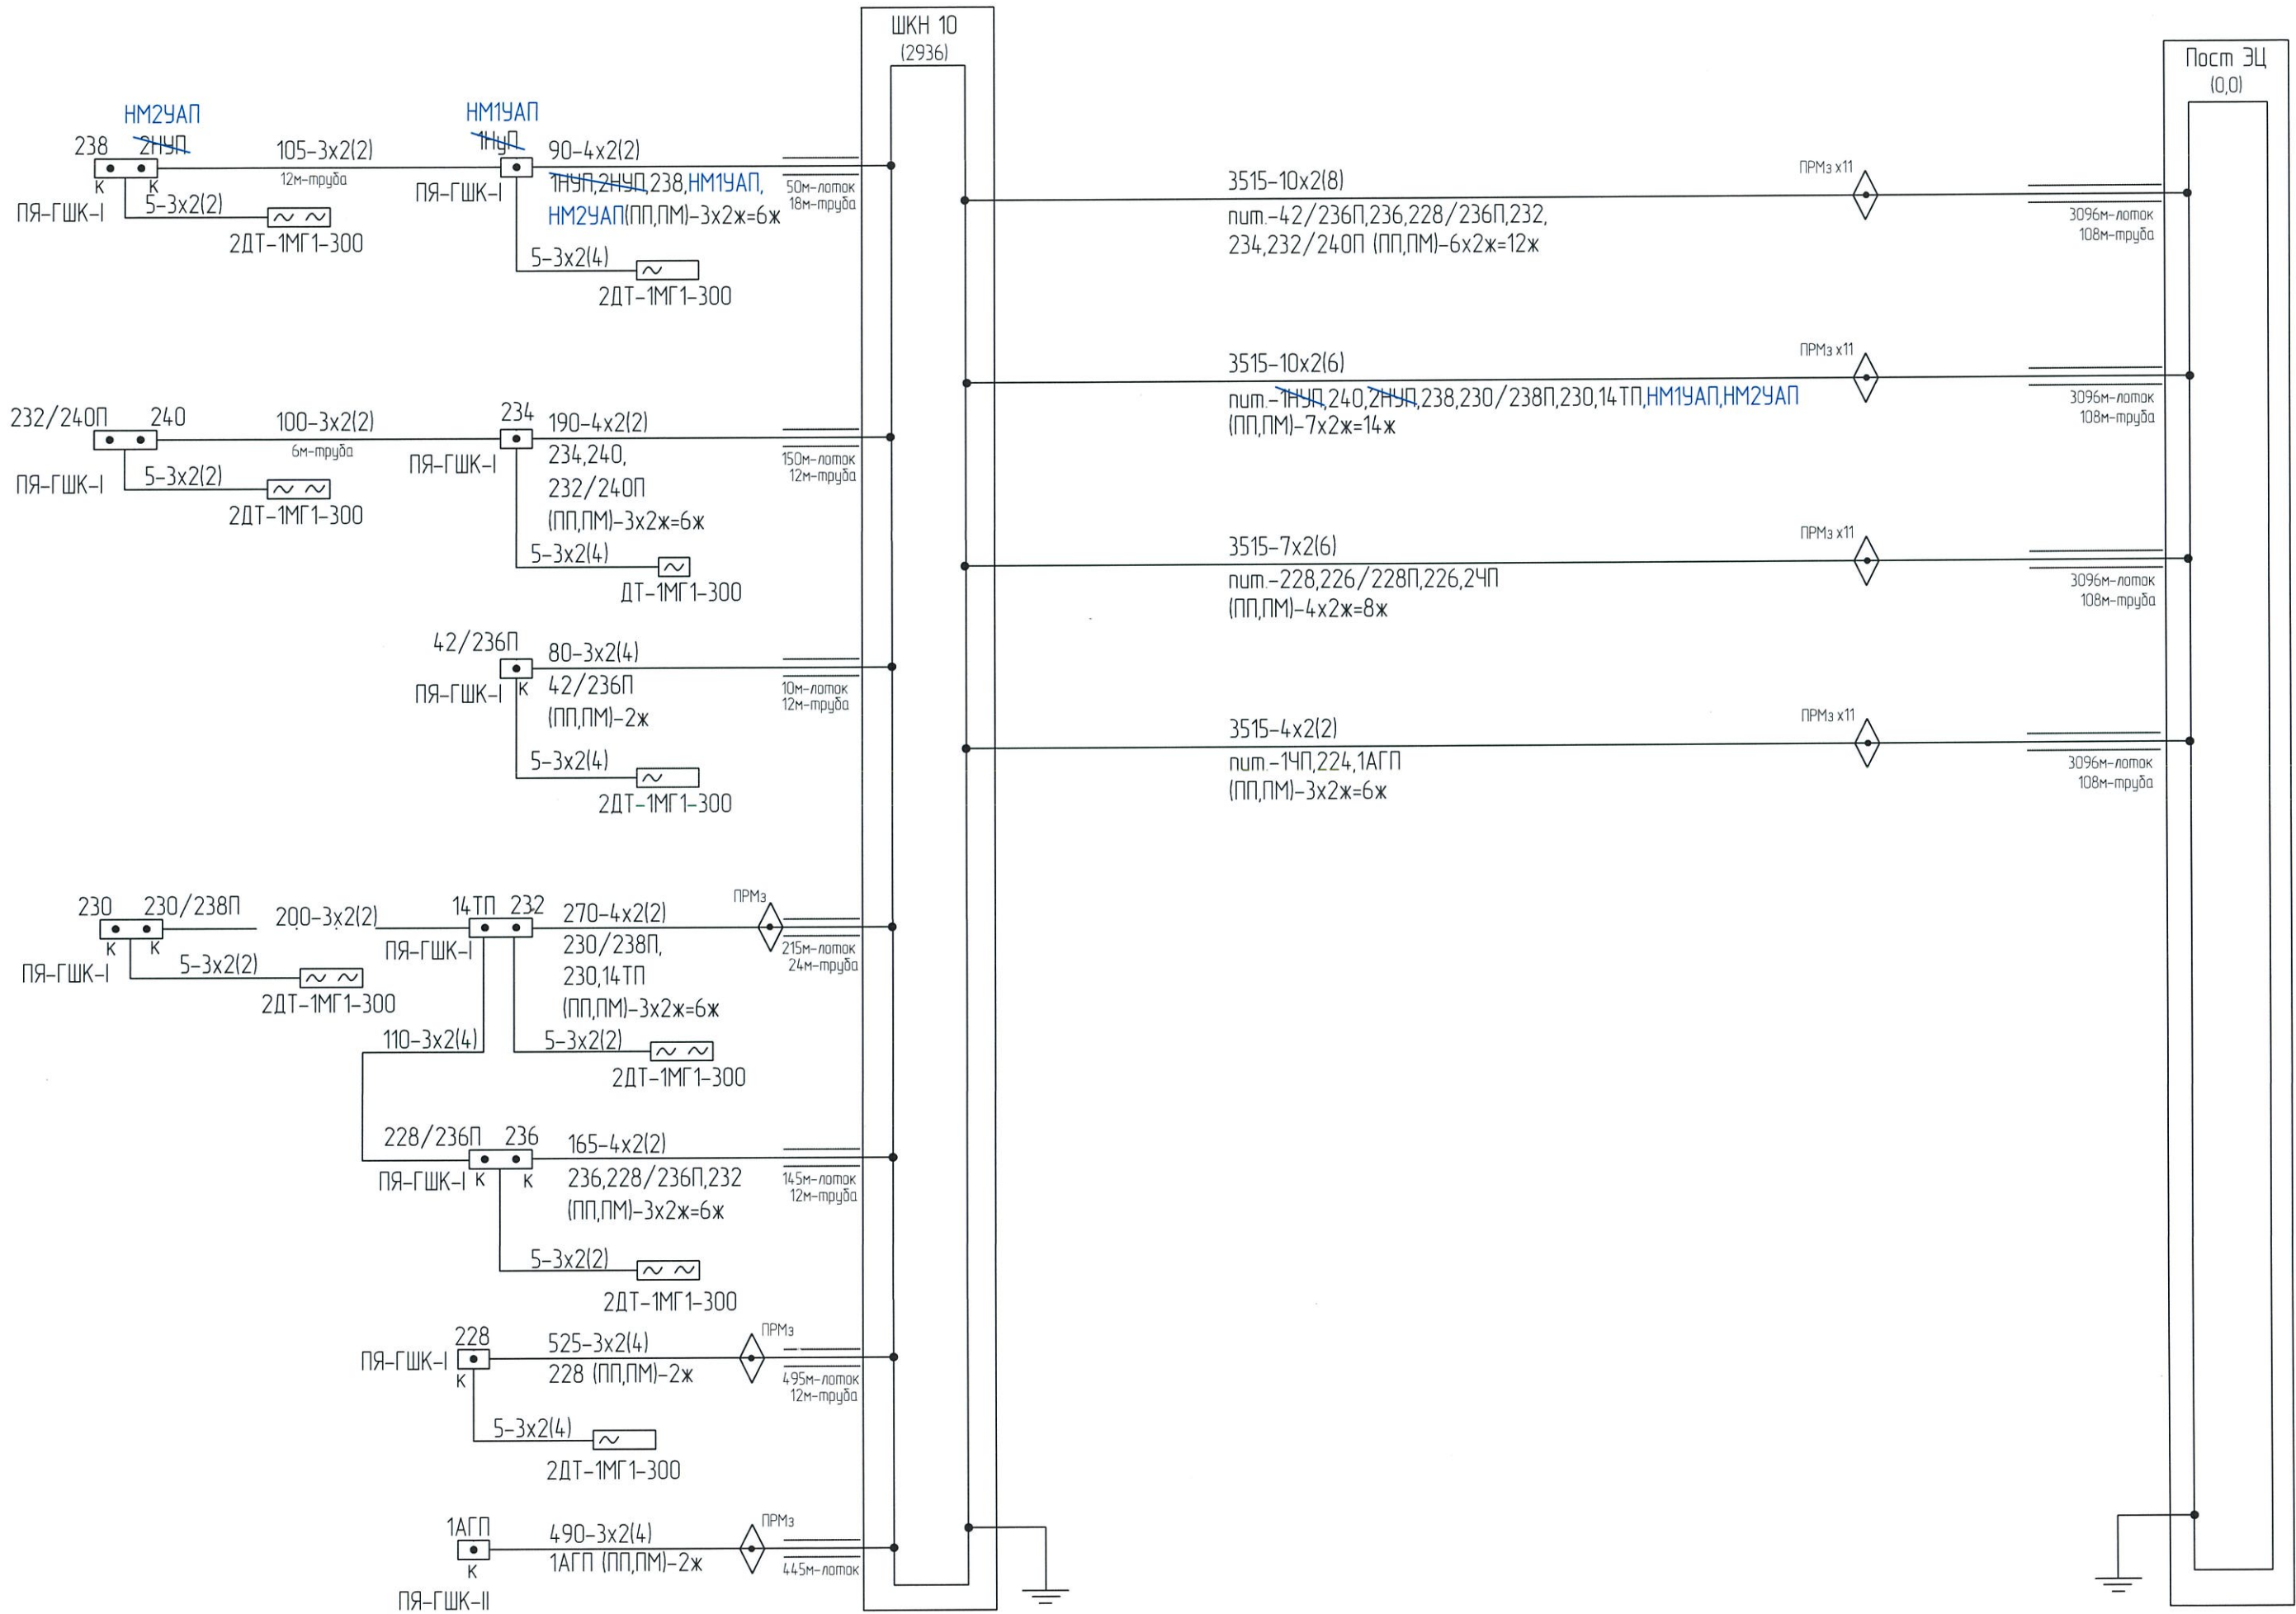 ШКН 10
(2936)
Пост ЭЦ
(0,0)
НМ2УАП
238 2НУП
К К
ПЯ-ГШК-I
105-3х2(2)
12м-труба
5-3х2(2)
2ДТ-1МГ1-300
НМ1УАП
1НуП
ПЯ-ГШК-I
90-4х2(2)
1НУП,2НУП,238,НМ1УАП,
НМ2УАП(ПП,ПМ)-3х2ж=6ж
50м-лоток
18м-труба
5-3х2(4)
2ДТ-1МГ1-300
232/240П 240
ПЯ-ГШК-I
100-3х2(2)
6м-труба
5-3х2(2)
2ДТ-1МГ1-300
234
ПЯ-ГШК-I
190-4х2(2)
234,240,
232/240П
(ПП,ПМ)-3х2ж=6ж
150м-лоток
12м-труба
5-3х2(4)
ДТ-1МГ1-300
42/236П
ПЯ-ГШК-I К
80-3х2(4)
42/236П
(ПП,ПМ)-2ж
10м-лоток
12м-труба
5-3х2(4)
2ДТ-1МГ1-300
230 230/238П
К К
ПЯ-ГШК-I
200-3х2(2)
5-3х2(2)
2ДТ-1МГ1-300
14ТП 232
ПЯ-ГШК-I
270-4х2(2)
230/238П,
230,14ТП
(ПП,ПМ)-3х2ж=6ж
ПРМз
215м-лоток
24м-труба
110-3х2(4)
5-3х2(2)
2ДТ-1МГ1-300
228/236П 236
ПЯ-ГШК-I К К
165-4х2(2)
236,228/236П,232
(ПП,ПМ)-3х2ж=6ж
145м-лоток
12м-труба
5-3х2(2)
2ДТ-1МГ1-300
228
ПЯ-ГШК-I
К
525-3х2(4)
228 (ПП,ПМ)-2ж
ПРМз
495м-лоток
12м-труба
5-3х2(4)
2ДТ-1МГ1-300
1АГП
К
ПЯ-ГШК-II
490-3х2(4)
1АГП (ПП,ПМ)-2ж
ПРМз
445м-лоток
3515-10х2(8)
пит.-42/236П,236,228/236П,232,
234,232/240П (ПП,ПМ)-6х2ж=12ж
ПРМз х11
3096м-лоток
108м-труба
3515-10х2(6)
пит.-1НУП,240,2НУП,238,230/238П,230,14ТП,НМ1УАП,НМ2УАП
(ПП,ПМ)-7х2ж=14ж
ПРМз х11
3096м-лоток
108м-труба
3515-7х2(6)
пит.-228,226/228П,226,2ЧП
(ПП,ПМ)-4х2ж=8ж
ПРМз х11
3096м-лоток
108м-труба
3515-4х2(2)
пит.-1ЧП,224,1АГП
(ПП,ПМ)-3х2ж=6ж
ПРМз х11
3096м-лоток
108м-труба